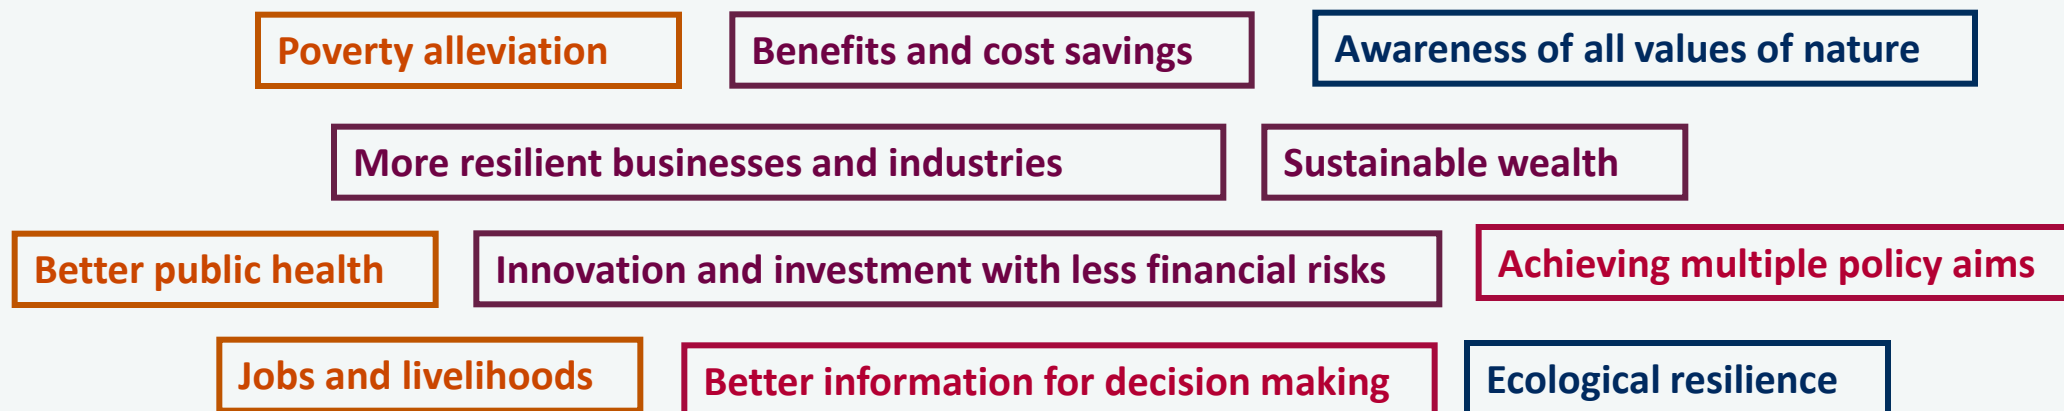 Poverty alleviation
Benefits and cost savings
Awareness of all values of nature
More resilient businesses and industries
Sustainable wealth
Better public health
Innovation and investment with less financial risks
Achieving multiple policy aims
Jobs and livelihoods
Better information for decision making
Ecological resilience